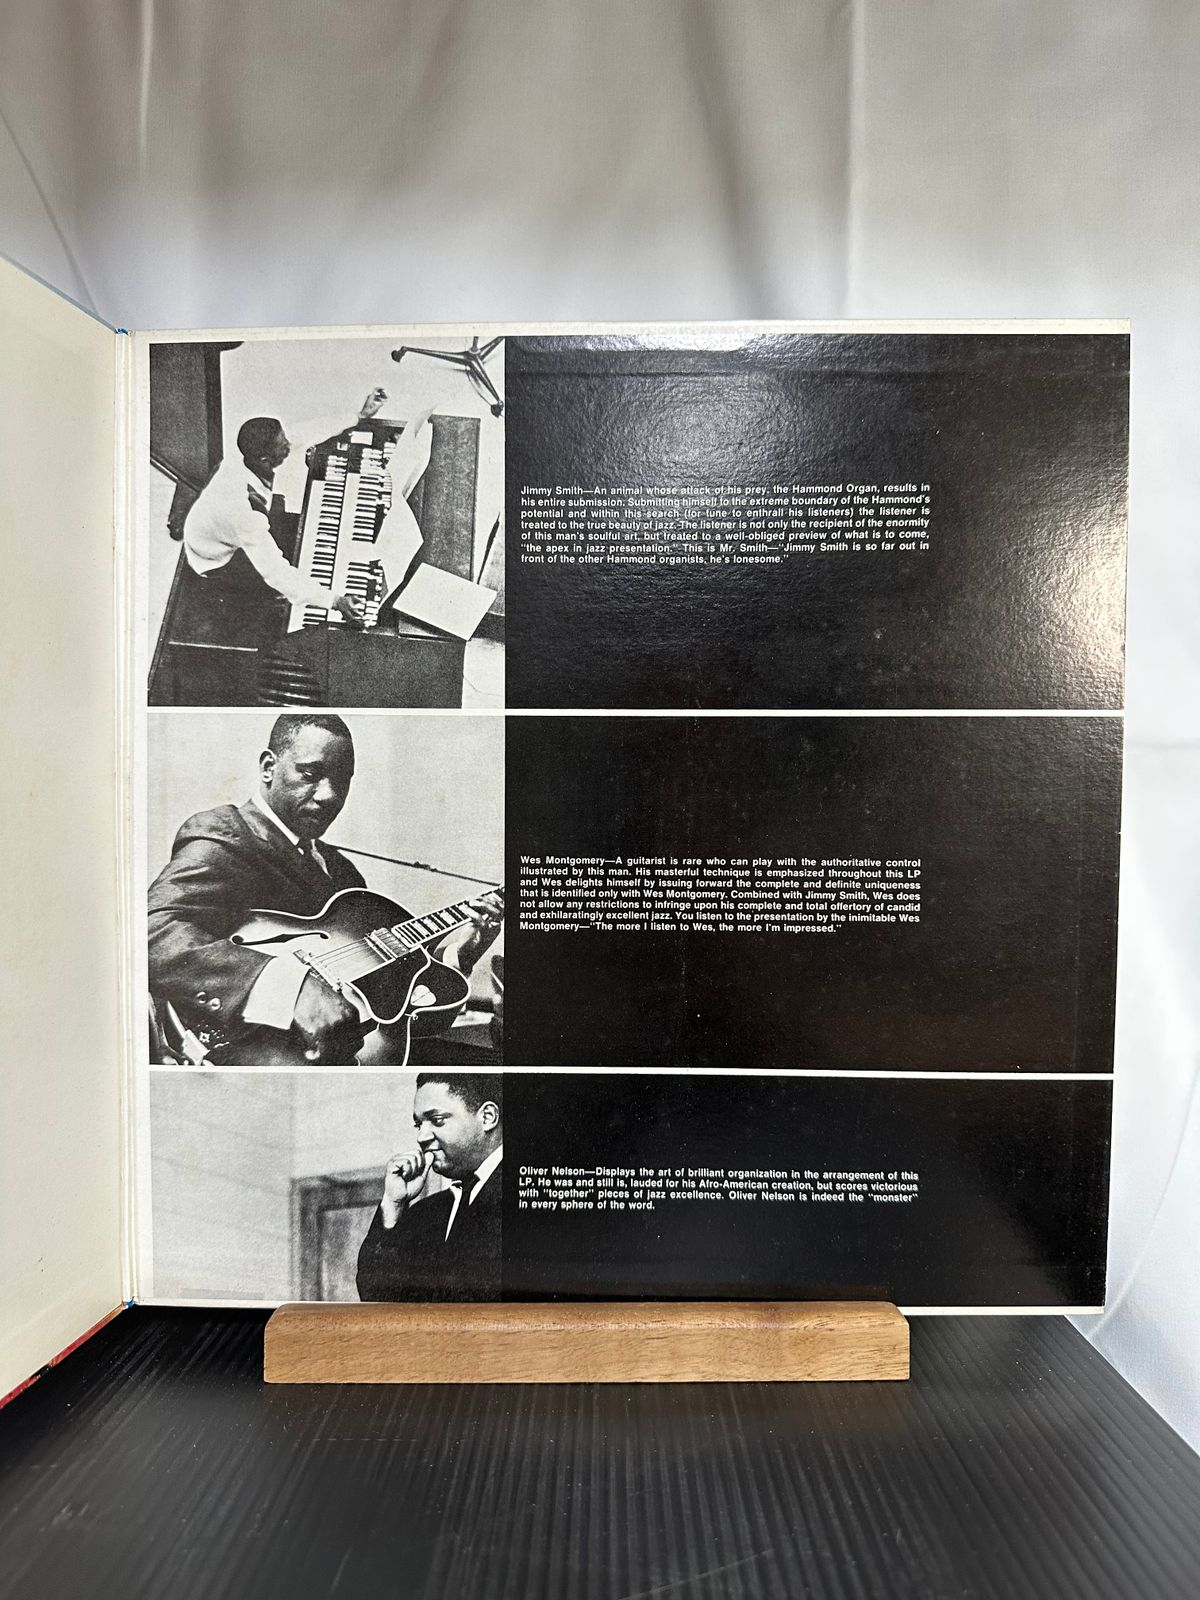 Jimmy Smith—An animal whose attack of his prey, the Hammond Organ, results in
his entire submission. Submitting himself to the extreme boundary of the Hammond's
potential and within this search (for tune to enthrall his listeners) the listener is
treated to the true beauty of jazz. The listener is not only the recipient of the enormity
of this man's soulful art, but treated to a well-obliged preview of what is to come,
"the apex in jazz presentation." This is Mr. Smith—"Jimmy Smith is so far out in
front of the other Hammond organists, he's lonesome."
Wes Montgomery—A guitarist is rare who can play with the authoritative control
illustrated by this man. His masterful technique is emphasized throughout this LP
and Wes delights himself by issuing forward the complete and definite uniqueness
that is identified only with Wes Montgomery. Combined with Jimmy Smith, Wes does
not allow any restrictions to infringe upon his complete and total offertory of candid
and exhilaratingly excellent jazz. You listen to the presentation by the inimitable Wes
Montgomery—"The more I listen to Wes, the more I'm impressed."
Oliver Nelson—Displays the art of brilliant organization in the arrangement of this
LP. He was and still is, lauded for his Afro-American creation, but scores victorious
with "together" pieces of jazz excellence. Oliver Nelson is indeed the "monster"
in every sphere of the word.